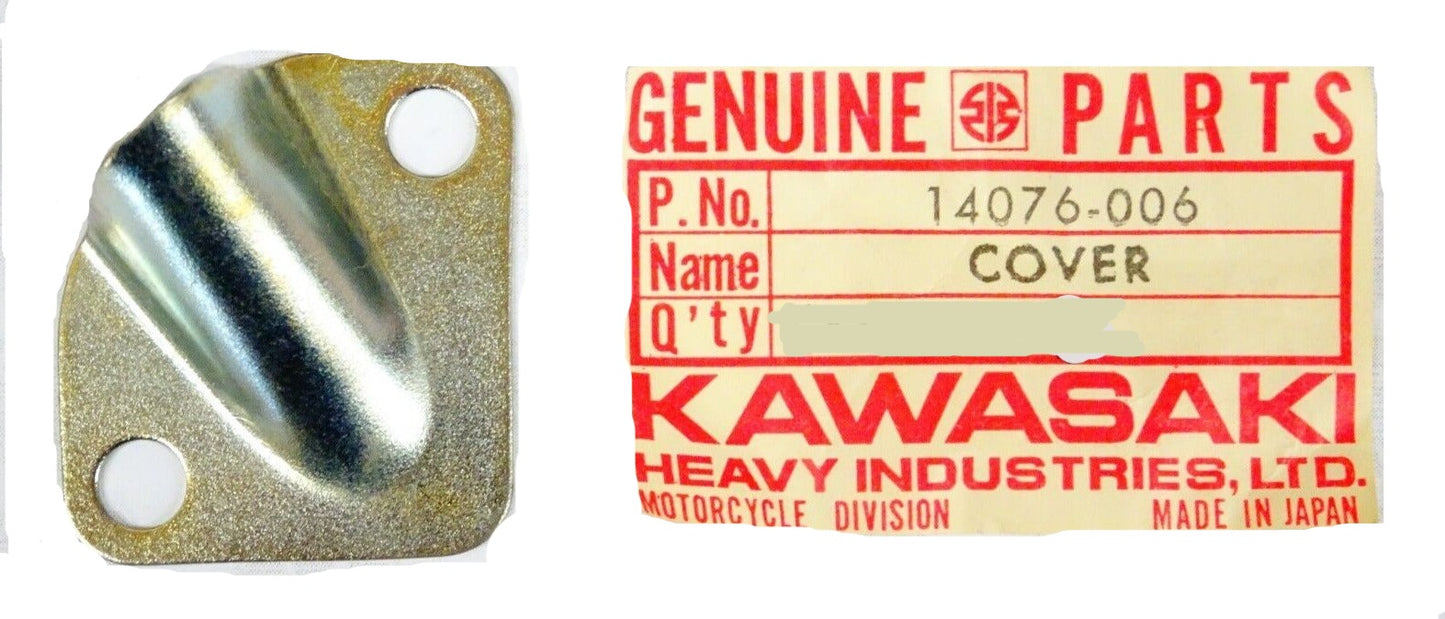 GENUINE PARTS
P. No. 14076-006
Name COVER
Q'ty
KAWASAKI
HEAVY INDUSTRIES, LTD.
MOTORCYCLE DIVISION MADE IN JAPAN